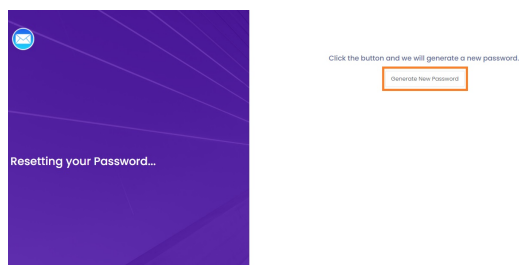 Resetting your Password...
Click the button and we will generate a new password.
Generate New Password